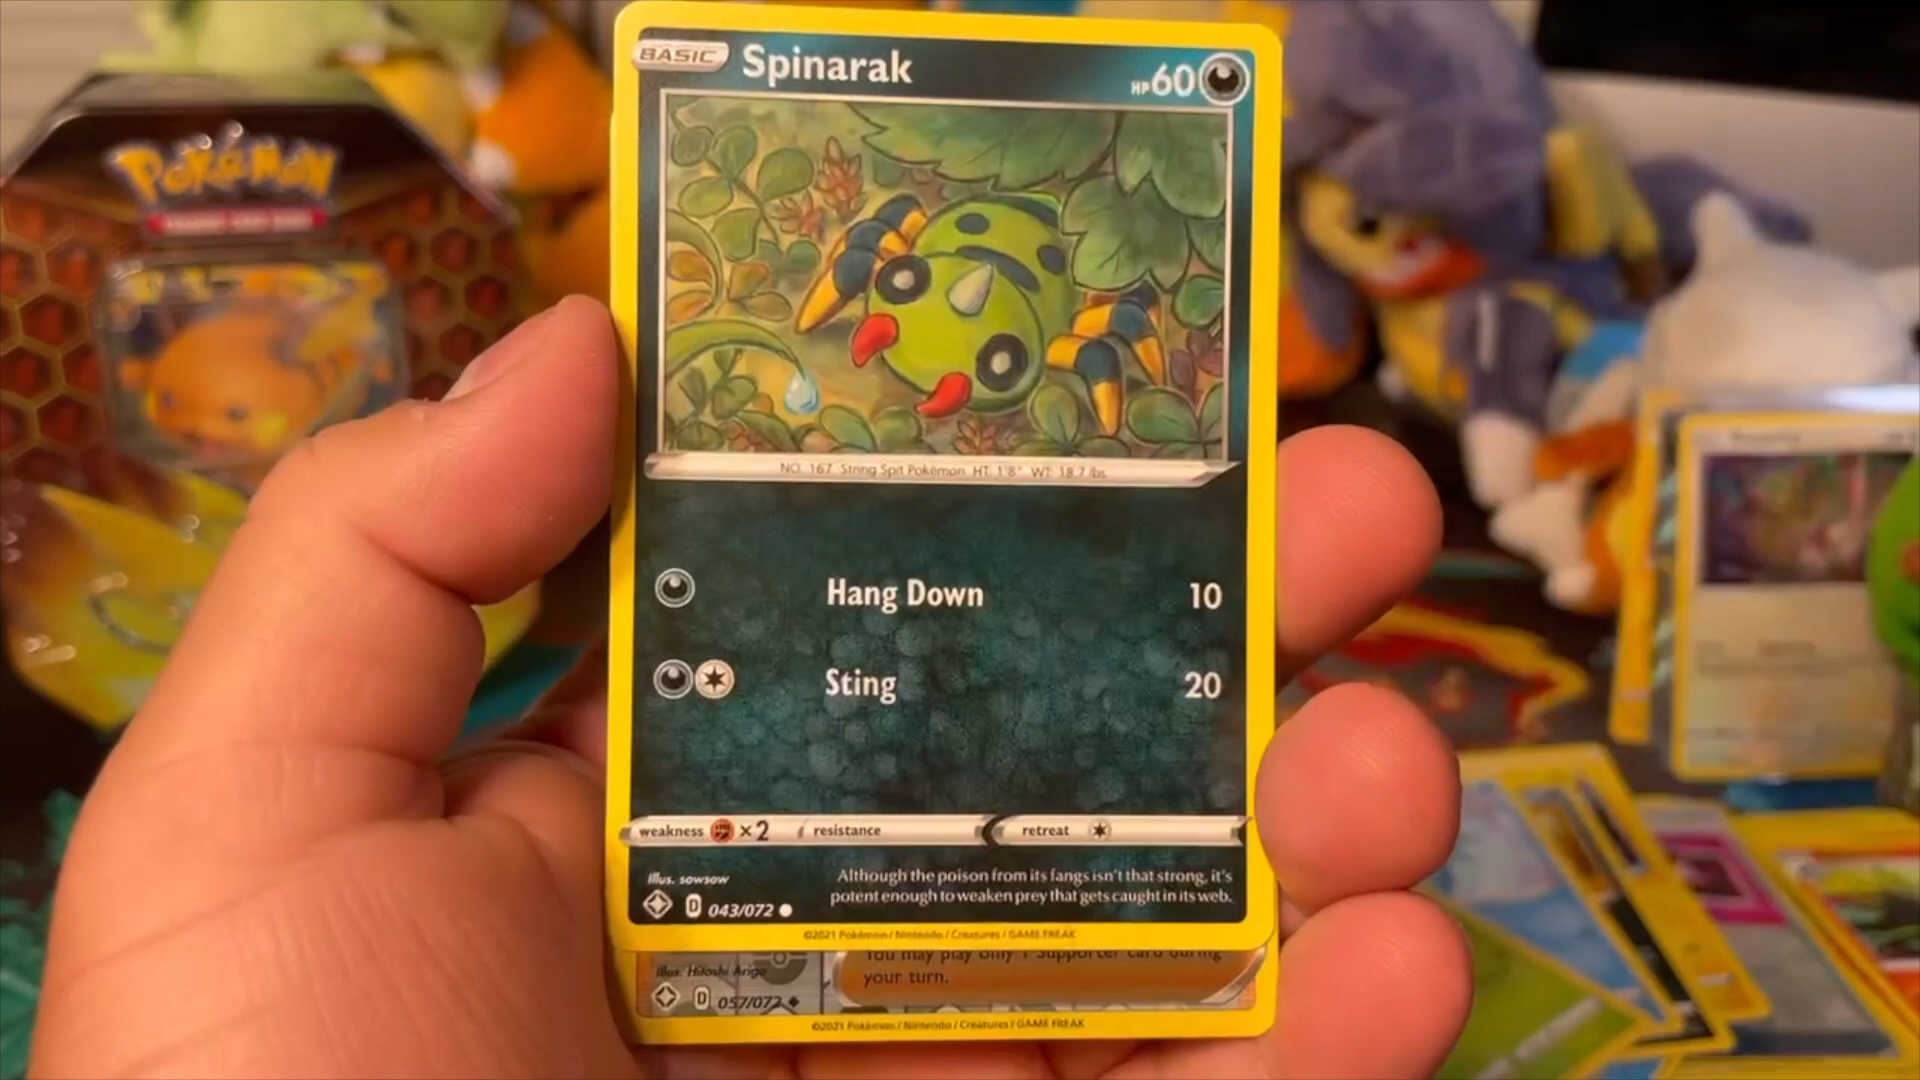 POKéMON
BASIC Spinarak HP60
NO. 167 String Spit Pokémon HT: 1'8" WT: 18.7 lbs.
Hang Down 10
Sting 20
weakness ×2 resistance retreat
Illus. sowsow
Although the poison from its fangs isn't that strong, it's
potent enough to weaken prey that gets caught in its web.
D 043/072
©2021 Pokémon / Nintendo / Creatures / GAME FREAK
You may play only 1 Supporter card during
your turn.
Illus. Hitoshi Ariga
D 057/072
©2021 Pokémon / Nintendo / Creatures / GAME FREAK